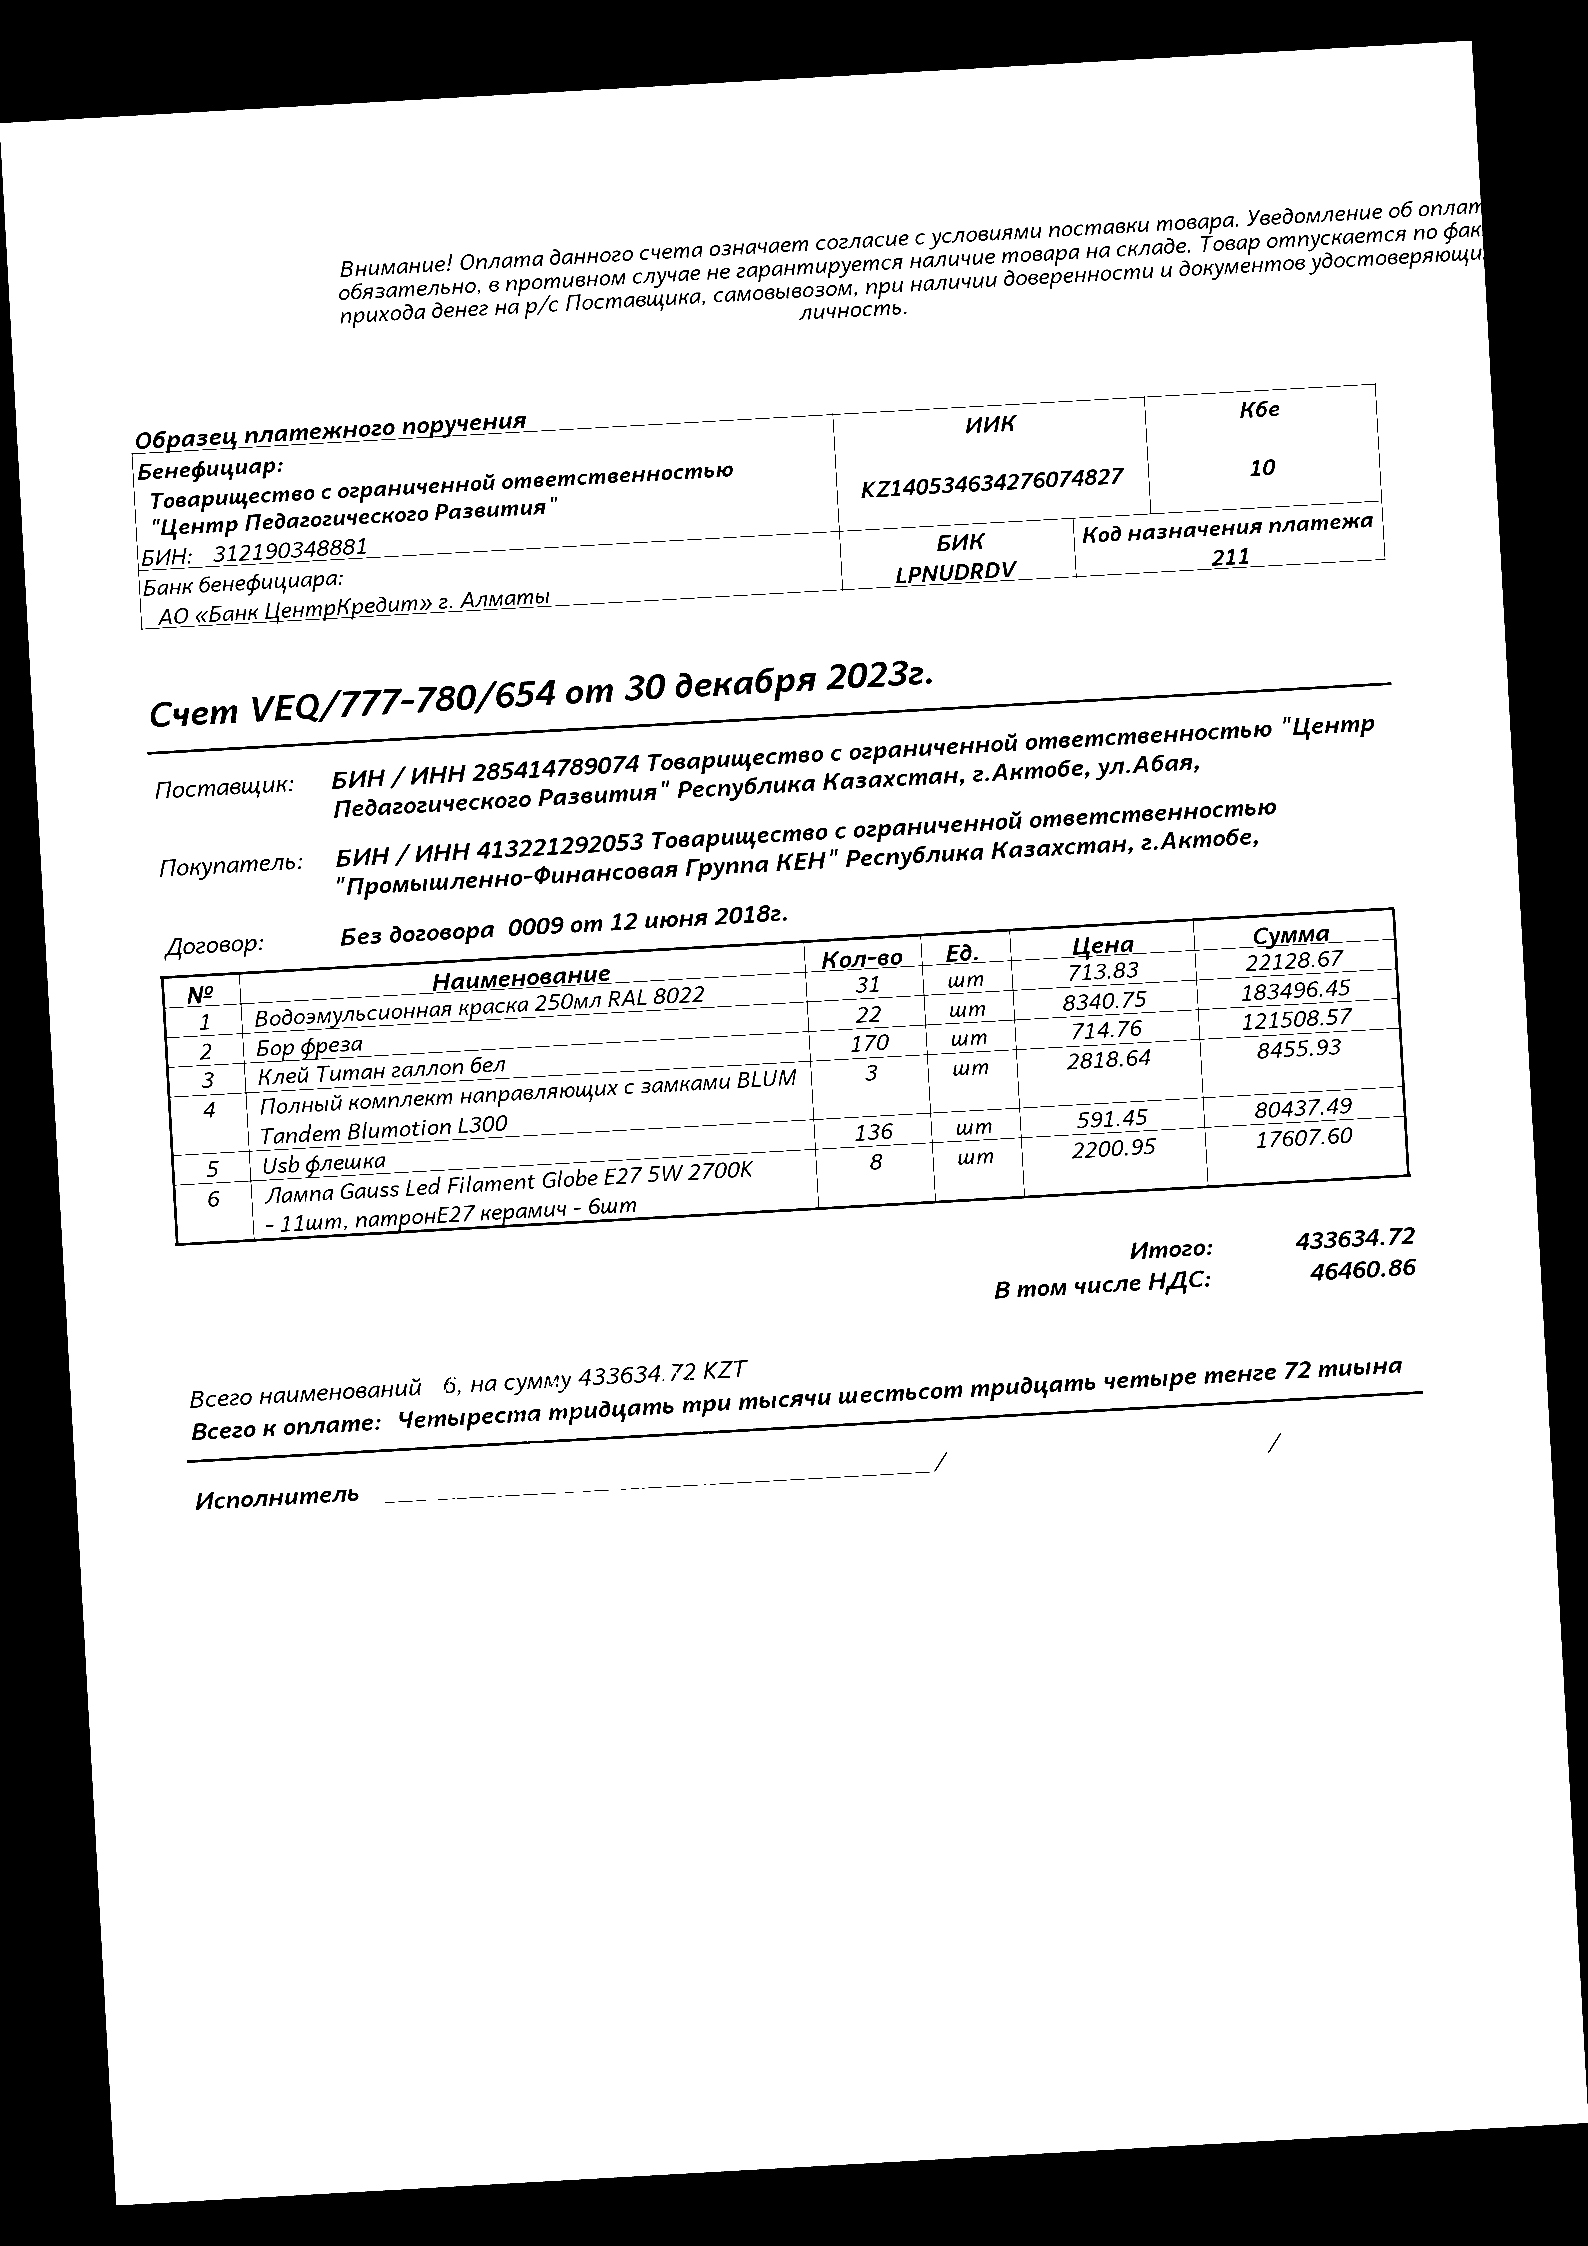 Внимание! Оплата данного счета означает согласие с условиями поставки товара. Уведомление об
обязательно, в противном случае не гарантируется наличие товара на складе. Товар отпускается по
прихода денег на р/с Поставщика, самовывозом, при наличии доверенности и документов
личность.
Образец платежного поручения
Бенефициар: ИИК Кбе
Товарищество с ограниченной ответственностью
"Центр Педагогического Развития" KZ140534634276074827 10
БИН: 312190348881
Банк бенефициара: БИК Код назначения платежа
АО «Банк ЦентрКредит» г. Алматы LPNUDRDV 211
Счет VEQ/777-780/654 от 30 декабря 2023г.
Поставщик: БИН / ИНН 285414789074 Товарищество с ограниченной ответственностью "Центр
Педагогического Развития" Республика Казахстан, г.Актобе, ул.Абая,
Покупатель: БИН / ИНН 413221292053 Товарищество с ограниченной ответственностью
"Промышленно-Финансовая Группа КЕН" Республика Казахстан, г.Актобе,
Договор: Без договора 0009 от 12 июня 2018г.
№ Наименование Кол-во Ед. Цена Сумма
1 Водоэмульсионная краска 250мл RAL 8022 31 шт 713.83 22128.67
2 Бор фреза 22 шт 8340.75 183496.45
3 Клей Титан галлоп бел 170 шт 714.76 121508.57
4 Полный комплект направляющих с замками BLUM 3 шт 2818.64 8455.93
Tandem Blumotion L300
5 Usb флешка 136 шт 591.45 80437.49
6 Лампа Gauss Led Filament Globe E27 5W 2700K 8 шт 2200.95 17607.60
- 11шт, патронЕ27 керамич - 6шт
Итого: 433634.72
В том числе НДС: 46460.86
Всего наименований 6, на сумму 433634.72 KZT
Всего к оплате: Четыреста тридцать три тысячи шестьсот тридцать четыре тенге 72 тиына
Исполнитель / /